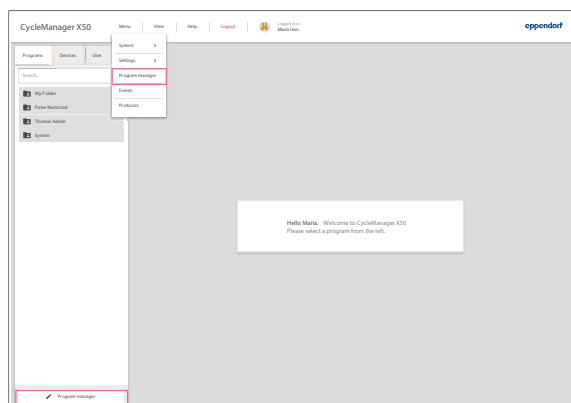 CycleManager X50
Menu
View
Help
Logout
Logged in as
Maria User
eppendorf
Programs
Devices
User
Search...
My Folder
Peter Restricted
Thomas Admin
System
System >
Settings >
Program manager
Events
Protocols
Hello Maria. Welcome to CycleManager X50
Please select a program from the left.
Program manager